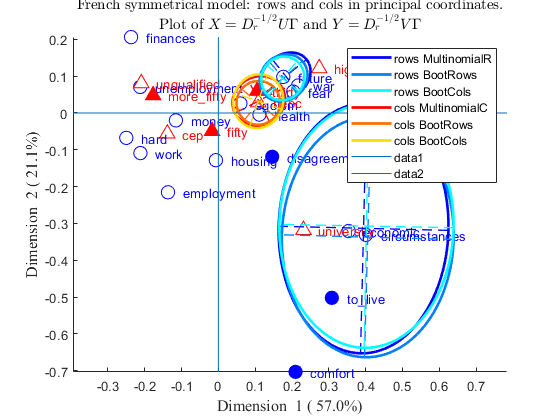 French symmetrical model: rows and cols in principal coordinates.
Plot of $X = D_r^{-1/2}UΓ$ and $Y = D_r^{-1/2}VΓ$
Dimension 2 ( 21.1%)
0.2
0.1
0
-0.1
-0.2
-0.3
-0.4
-0.5
-0.6
-0.7
finances
unqualified
unemployment
more_fifty
money
hard
cep
fifty
work
housing
disagreem
employment
future
war
fear
health
univers
economic
circumstances
to_live
comfort
rows MultinomialR
rows BootRows
rows BootCols
cols MultinomialC
cols BootRows
cols BootCols
data1
data2
-0.3 -0.2 -0.1 0 0.1 0.2 0.3 0.4 0.5 0.6 0.7
Dimension 1 ( 57.0%)